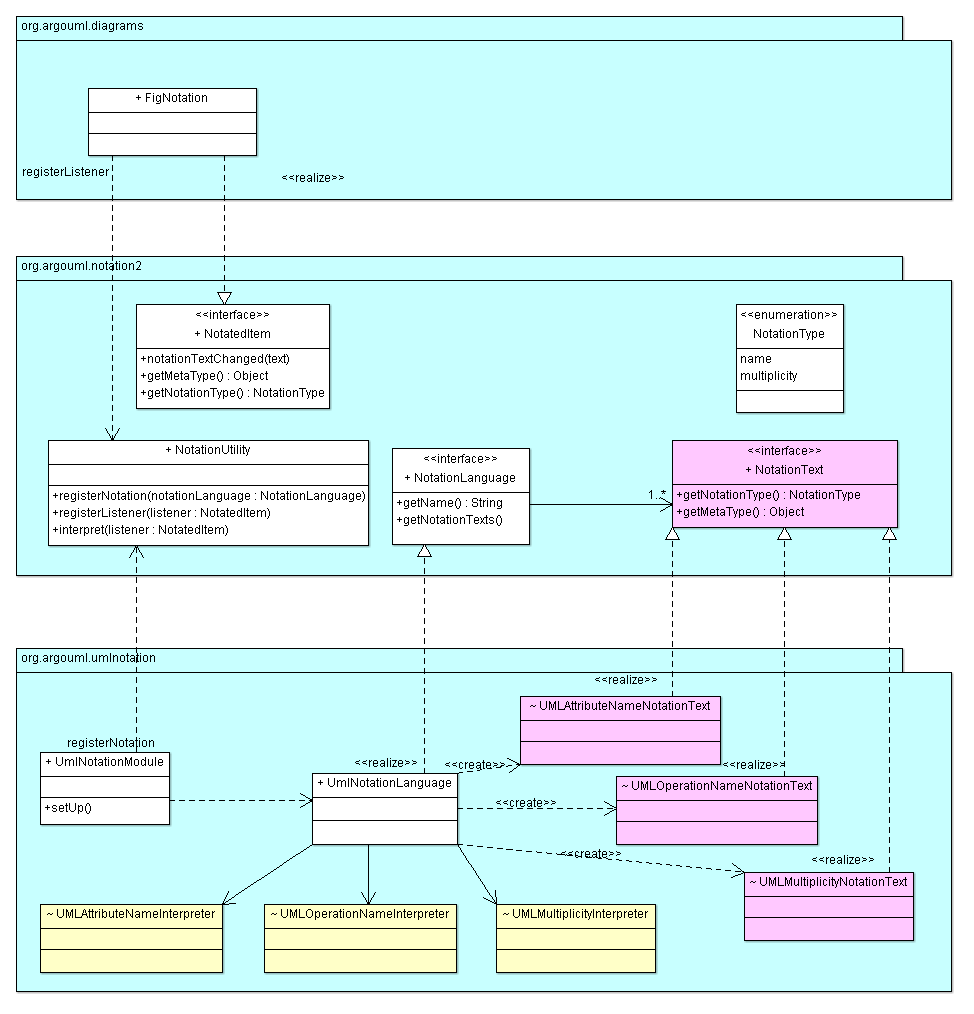 org.argouml.diagrams
+ FigNotation
registerListener
<<realize>>
org.argouml.notation2
<<interface>>
+ NotatedItem
+notationTextChanged(text)
+getMetaType() : Object
+getNotationType() : NotationType
<<enumeration>>
NotationType
name
multiplicity
+ NotationUtility
+registerNotation(notationLanguage : NotationLanguage)
+registerListener(listener : NotatedItem)
+interpret(listener : NotatedItem)
<<interface>>
+ NotationLanguage
+getName() : String
+getNotationTexts()
1..*
<<interface>>
+ NotationText
+getNotationType() : NotationType
+getMetaType() : Object
org.argouml.umlnotation
<<realize>>
~ UMLAttributeNameNotationText
registerNotation
+ UmlNotationModule
+setUp()
<<realize>>
<<create>>
<<realize>>
+ UmlNotationLanguage
~ UMLOperationNameNotationText
<<create>>
<<create>>
<<realize>>
~ UMLMultiplicityNotationText
~ UMLAttributeNameInterpreter
~ UMLOperationNameInterpreter
~ UMLMultiplicityInterpreter